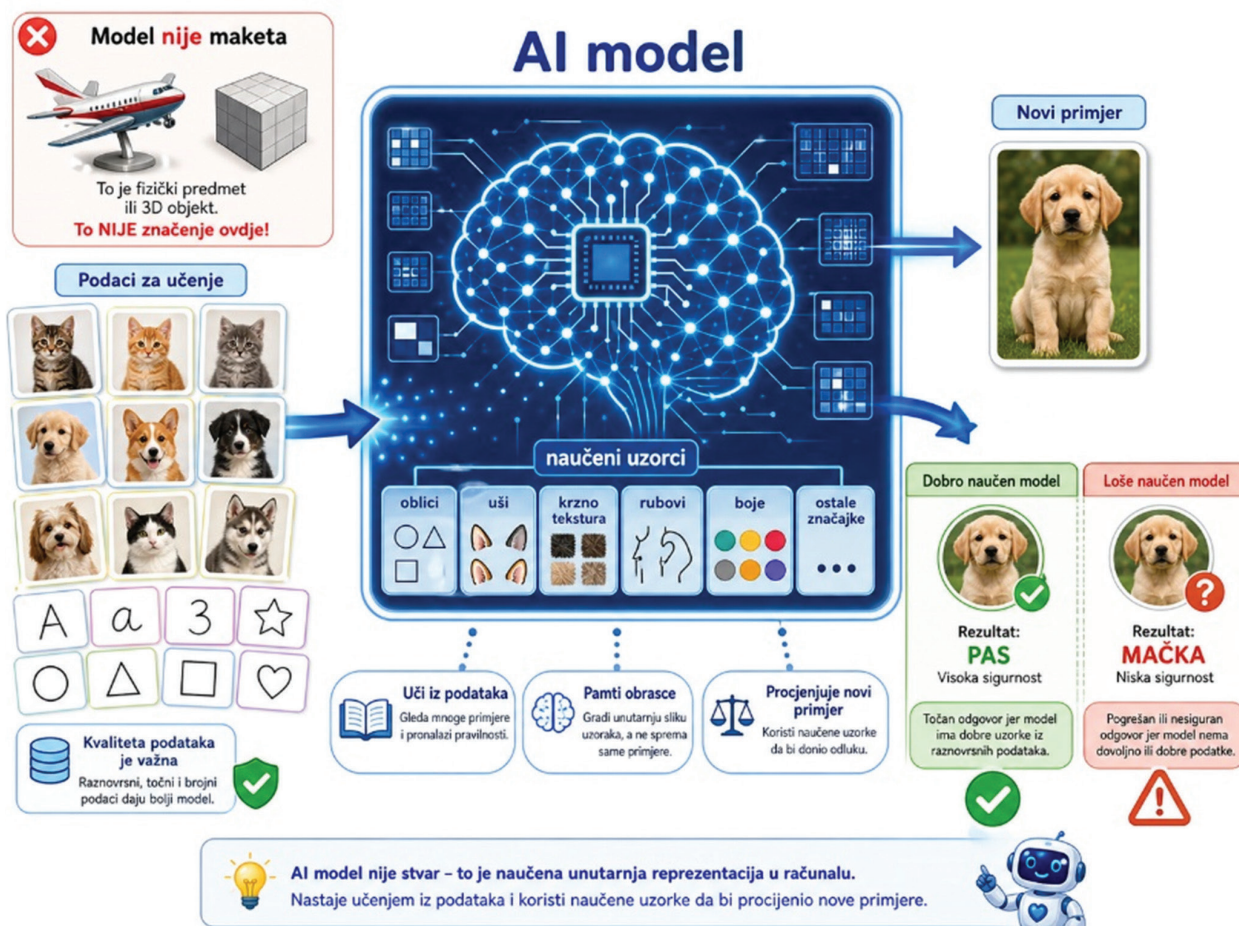 Model nije maketa
To je fizički predmet
ili 3D objekt.
To NIJE značenje ovdje!
AI model
Podaci za učenje
A
a
3
Kvaliteta podataka
je važna
Raznovrsni, točni i brojni
podaci daju bolji model.
naučeni uzorci
oblici
uši
krzno
tekstura
rubovi
boje
ostale
značajke
Uči iz podataka
Gleda mnoge primjere
i pronalazi pravilnosti.
Pamti obrasce
Gradi unutarnju sliku
uzoraka, a ne sprema
same primjere.
Procjenjuje novi
primjer
Koristi naučene uzorke
da bi donio odluku.
Novi primjer
Dobro naučen model
Rezultat:
PAS
Visoka sigurnost
Točan odgovor jer model
ima dobre uzorke iz
raznovrsnih podataka.
Loše naučen model
?
Rezultat:
MAČKA
Niska sigurnost
Pogrešan ili nesiguran
odgovor jer model nema
dovoljno ili dobre podatke.
!
AI model nije stvar – to je naučena unutarnja reprezentacija u računalu.
Nastaje učenjem iz podataka i koristi naučene uzorke da bi procijenio nove primjere.